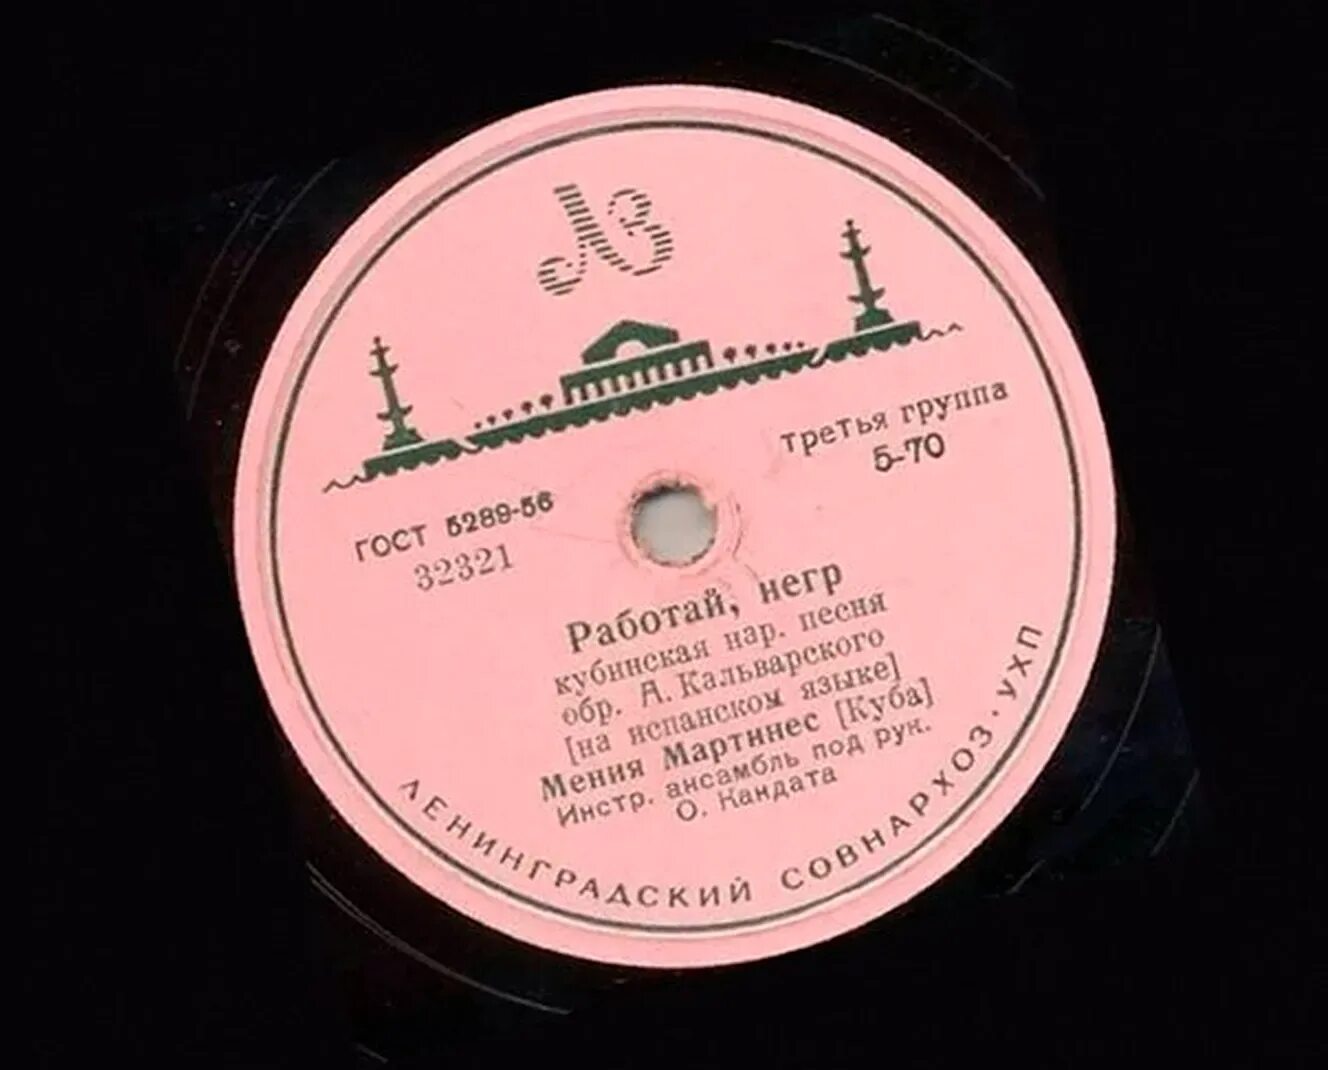 ЛЗ
третья группа
5-70
ГОСТ 5289-56
32321
Работай, негр
кубинская нар. песня
обр. А. Кальварского
[на испанском языке]
Мения Мартинес [Куба]
Инстр. ансамбль под рук.
О. Кандата
ЛЕНИНГРАДСКИЙ СОВНАРХОЗ · УХП